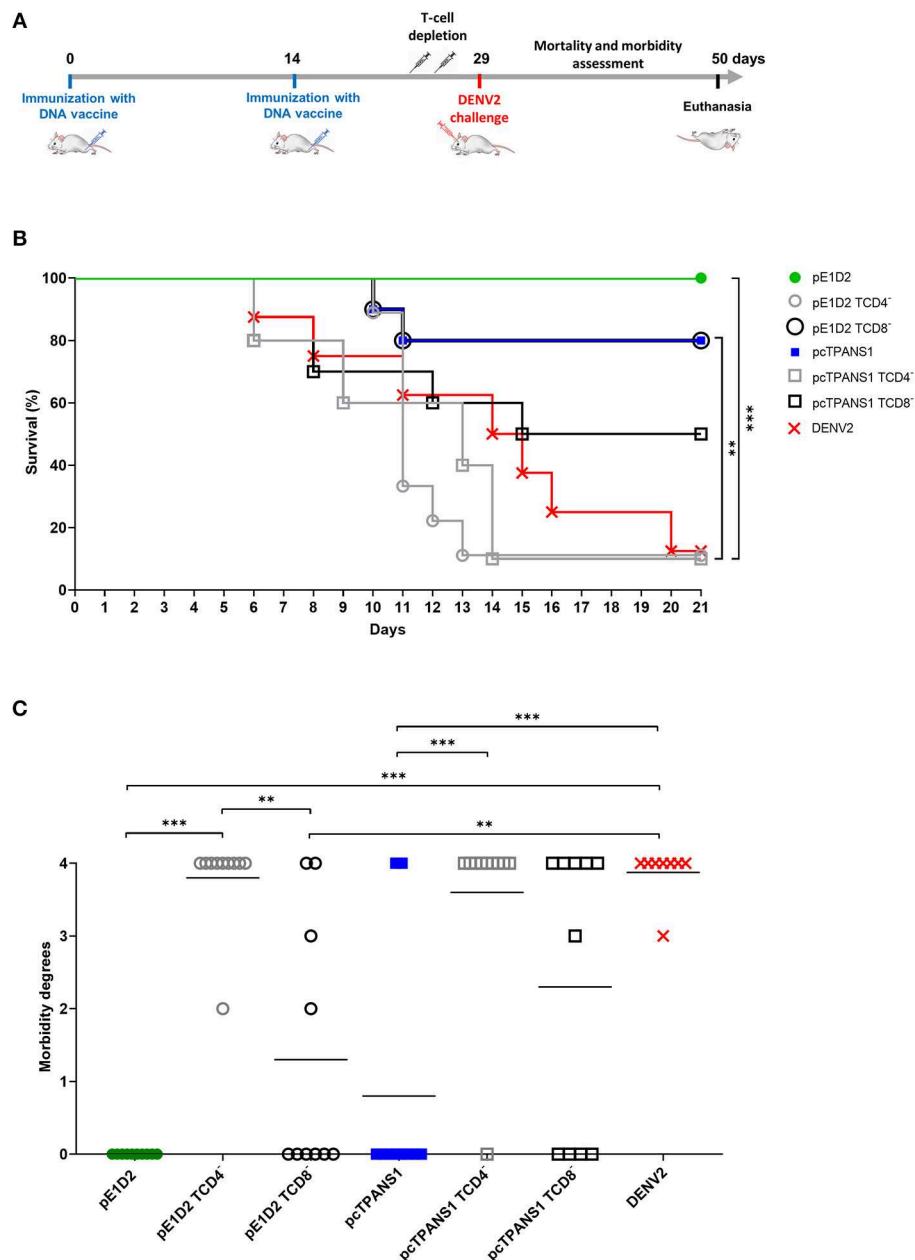 A
T-cell
depletion
Mortality and morbidity
assessment
0
14
29
50 days
Immunization with
DNA vaccine
Immunization with
DNA vaccine
DENV2
challenge
Euthanasia
B
100
80
60
40
20
0
Survival (%)
0 1 2 3 4 5 6 7 8 9 10 11 12 13 14 15 16 17 18 19 20 21
Days
** ***
pE1D2
pE1D2 TCD4-
pE1D2 TCD8-
pcTPANS1
pcTPANS1 TCD4-
pcTPANS1 TCD8-
DENV2
C
***
***
***
**
***
**
4
3
2
1
0
Morbidity degrees
pE1D2
pE1D2 TCD4-
pE1D2 TCD8-
pcTPANS1
pcTPANS1 TCD4-
pcTPANS1 TCD8-
DENV2